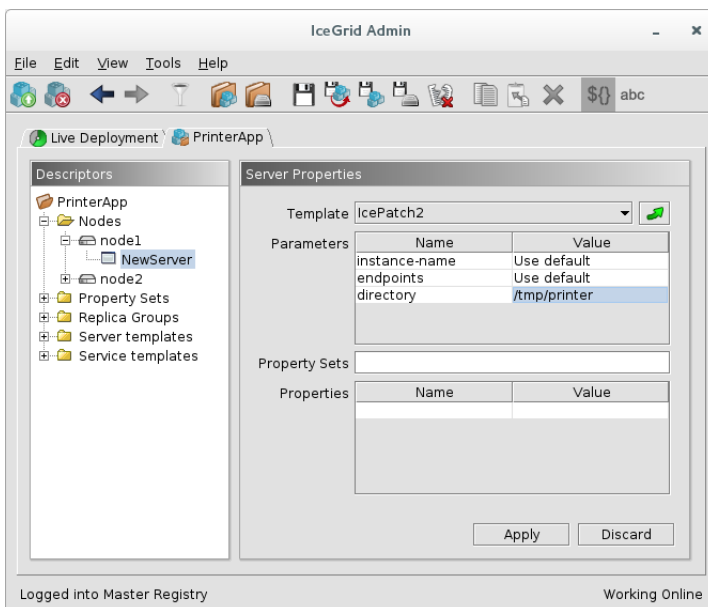 IceGrid Admin
File Edit View Tools Help
${} abc
Live Deployment PrinterApp
Descriptors
PrinterApp
Nodes
node1
NewServer
node2
Property Sets
Replica Groups
Server templates
Service templates
Server Properties
Template IcePatch2
Parameters Name Value
instance-name Use default
endpoints Use default
directory /tmp/printer
Property Sets
Properties Name Value
Apply Discard
Logged into Master Registry Working Online